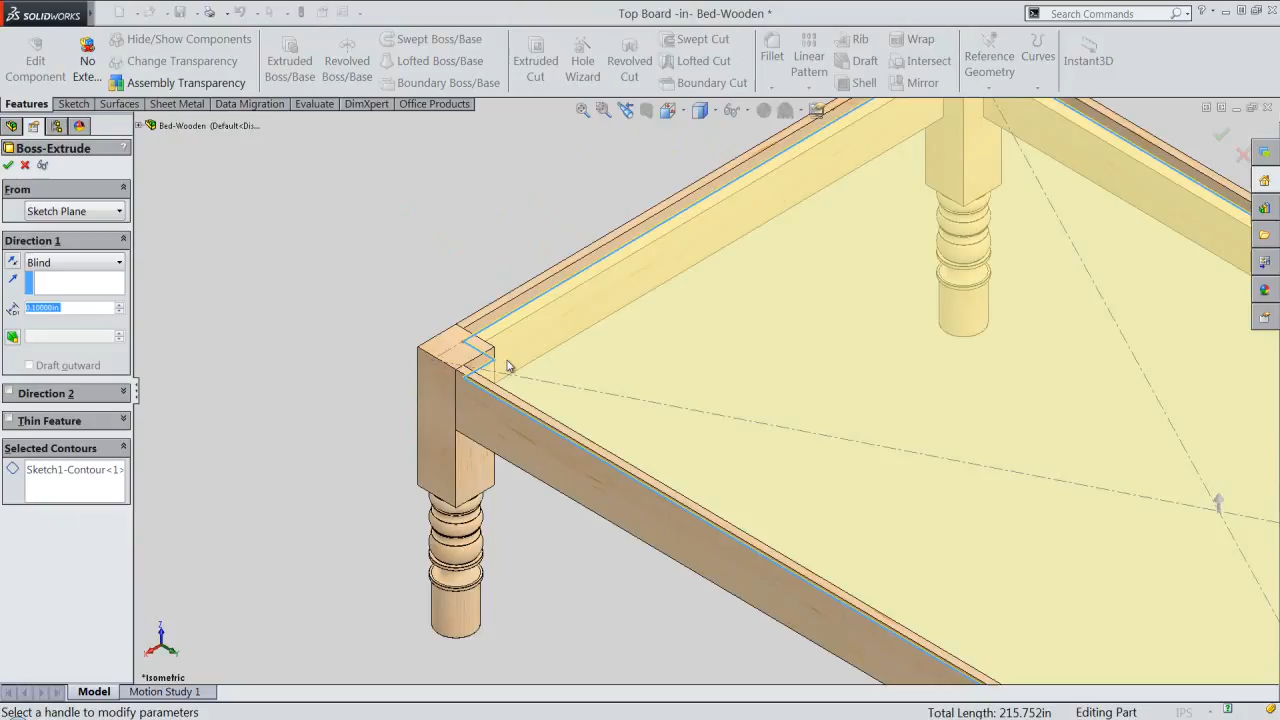 SOLIDWORKS
Top Board -in- Bed-Wooden *
Search Commands
Edit Component
No Exte...
Hide/Show Components
Change Transparency
Assembly Transparency
Extruded Boss/Base
Revolved Boss/Base
Swept Boss/Base
Lofted Boss/Base
Boundary Boss/Base
Extruded Cut
Hole Wizard
Revolved Cut
Swept Cut
Lofted Cut
Boundary Cut
Fillet
Linear Pattern
Rib
Draft
Shell
Wrap
Intersect
Mirror
Reference Geometry
Curves
Instant3D
Features
Sketch
Surfaces
Sheet Metal
Data Migration
Evaluate
DimXpert
Office Products
Bed-Wooden (Default<Dis...
Boss-Extrude
?
From
Sketch Plane
Direction 1
Blind
0.10000in
Draft outward
Direction 2
Thin Feature
Selected Contours
Sketch1-Contour<1>
Z
X
Y
*Isometric
Model
Motion Study 1
Select a handle to modify parameters
Total Length: 215.752in
Editing Part
IPS